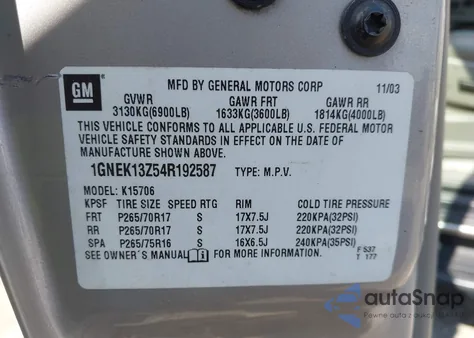 GM
MFD BY GENERAL MOTORS CORP 11/03
GVWR GAWR FRT GAWR RR
3130KG(6900LB) 1633KG(3600LB) 1814KG(4000LB)
THIS VEHICLE CONFORMS TO ALL APPLICABLE U.S. FEDERAL MOTOR
VEHICLE SAFETY STANDARDS IN EFFECT ON THE DATE OF
MANUFACTURE SHOWN ABOVE.
1GNEK13Z54R192587 TYPE: M.P.V.
MODEL: K15706
KPSF TIRE SIZE SPEED RTG RIM COLD TIRE PRESSURE
FRT P265/70R17 S 17X7.5J 220KPA(32PSI)
RR P265/70R17 S 17X7.5J 220KPA(32PSI)
SPA P265/75R16 S 16X6.5J 240KPA(35PSI)
SEE OWNER'S MANUAL FOR MORE INFORMATION.
F 537
T 177
autoSnap